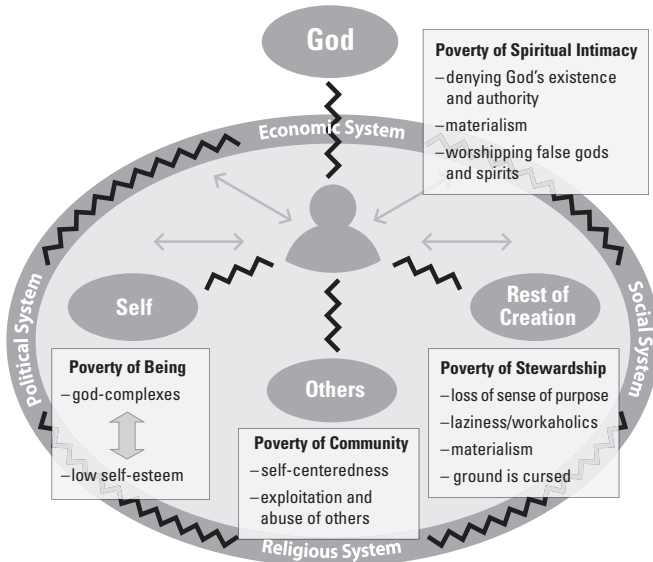 God
Poverty of Spiritual Intimacy
–denying God's existence
and authority
–materialism
–worshipping false gods
and spirits
Economic System
Political System
Social System
Self
Rest of
Creation
Others
Poverty of Being
–god-complexes
–low self-esteem
Poverty of Community
–self-centeredness
–exploitation and
abuse of others
Poverty of Stewardship
–loss of sense of purpose
–laziness/workaholics
–materialism
– ground is cursed
Religious System